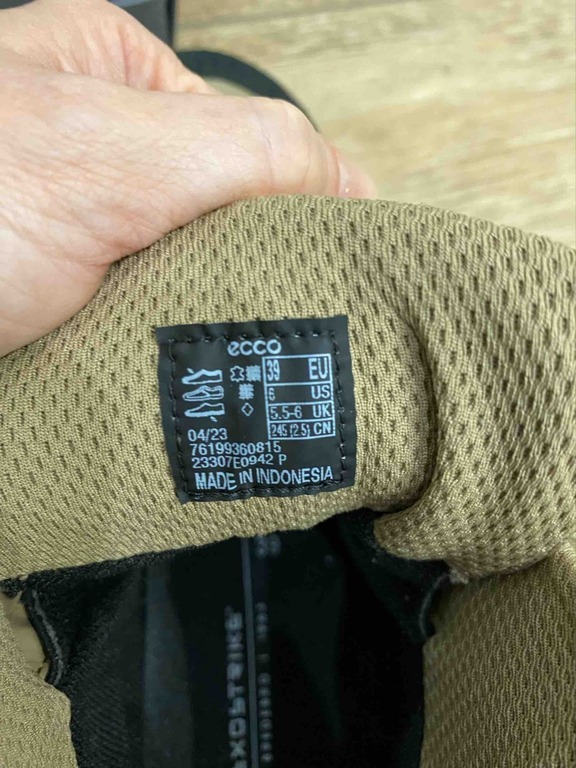 ecco
39 EU
6 US
5.5-6 UK
245 (2.5) CN
04/23
76199360815
23307E0942 P
MADE IN INDONESIA